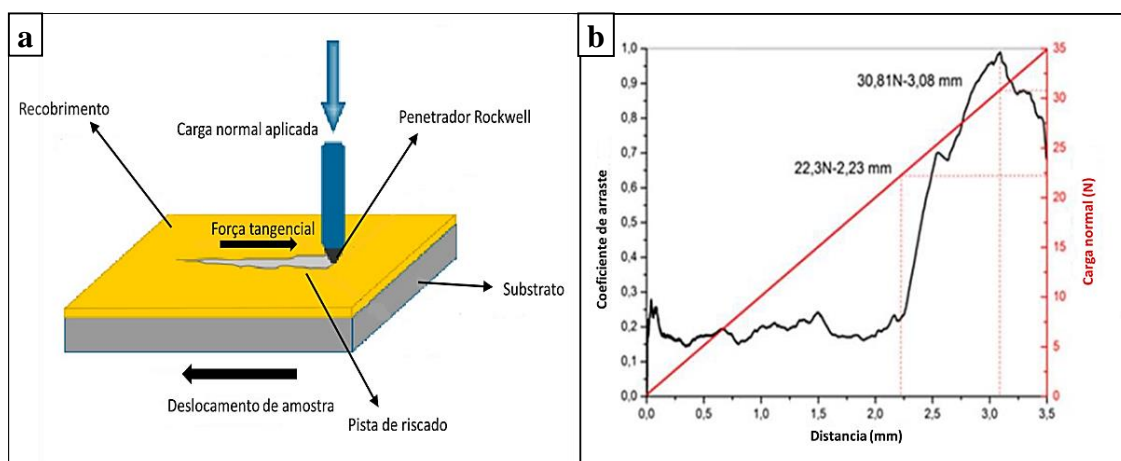 a
Recobrimento
Carga normal aplicada
Penetrador Rockwell
Força tangencial
Substrato
Deslocamento de amostra
Pista de riscado
b
Coeficiente de arraste
1,0
0,9
0,8
0,7
0,6
0,5
0,4
0,3
0,2
0,1
0,0
30,81N-3,08 mm
22,3N-2,23 mm
35
30
25
20
15
10
5
0
Carga normal (N)
0,0 0,5 1,0 1,5 2,0 2,5 3,0 3,5
Distancia (mm)